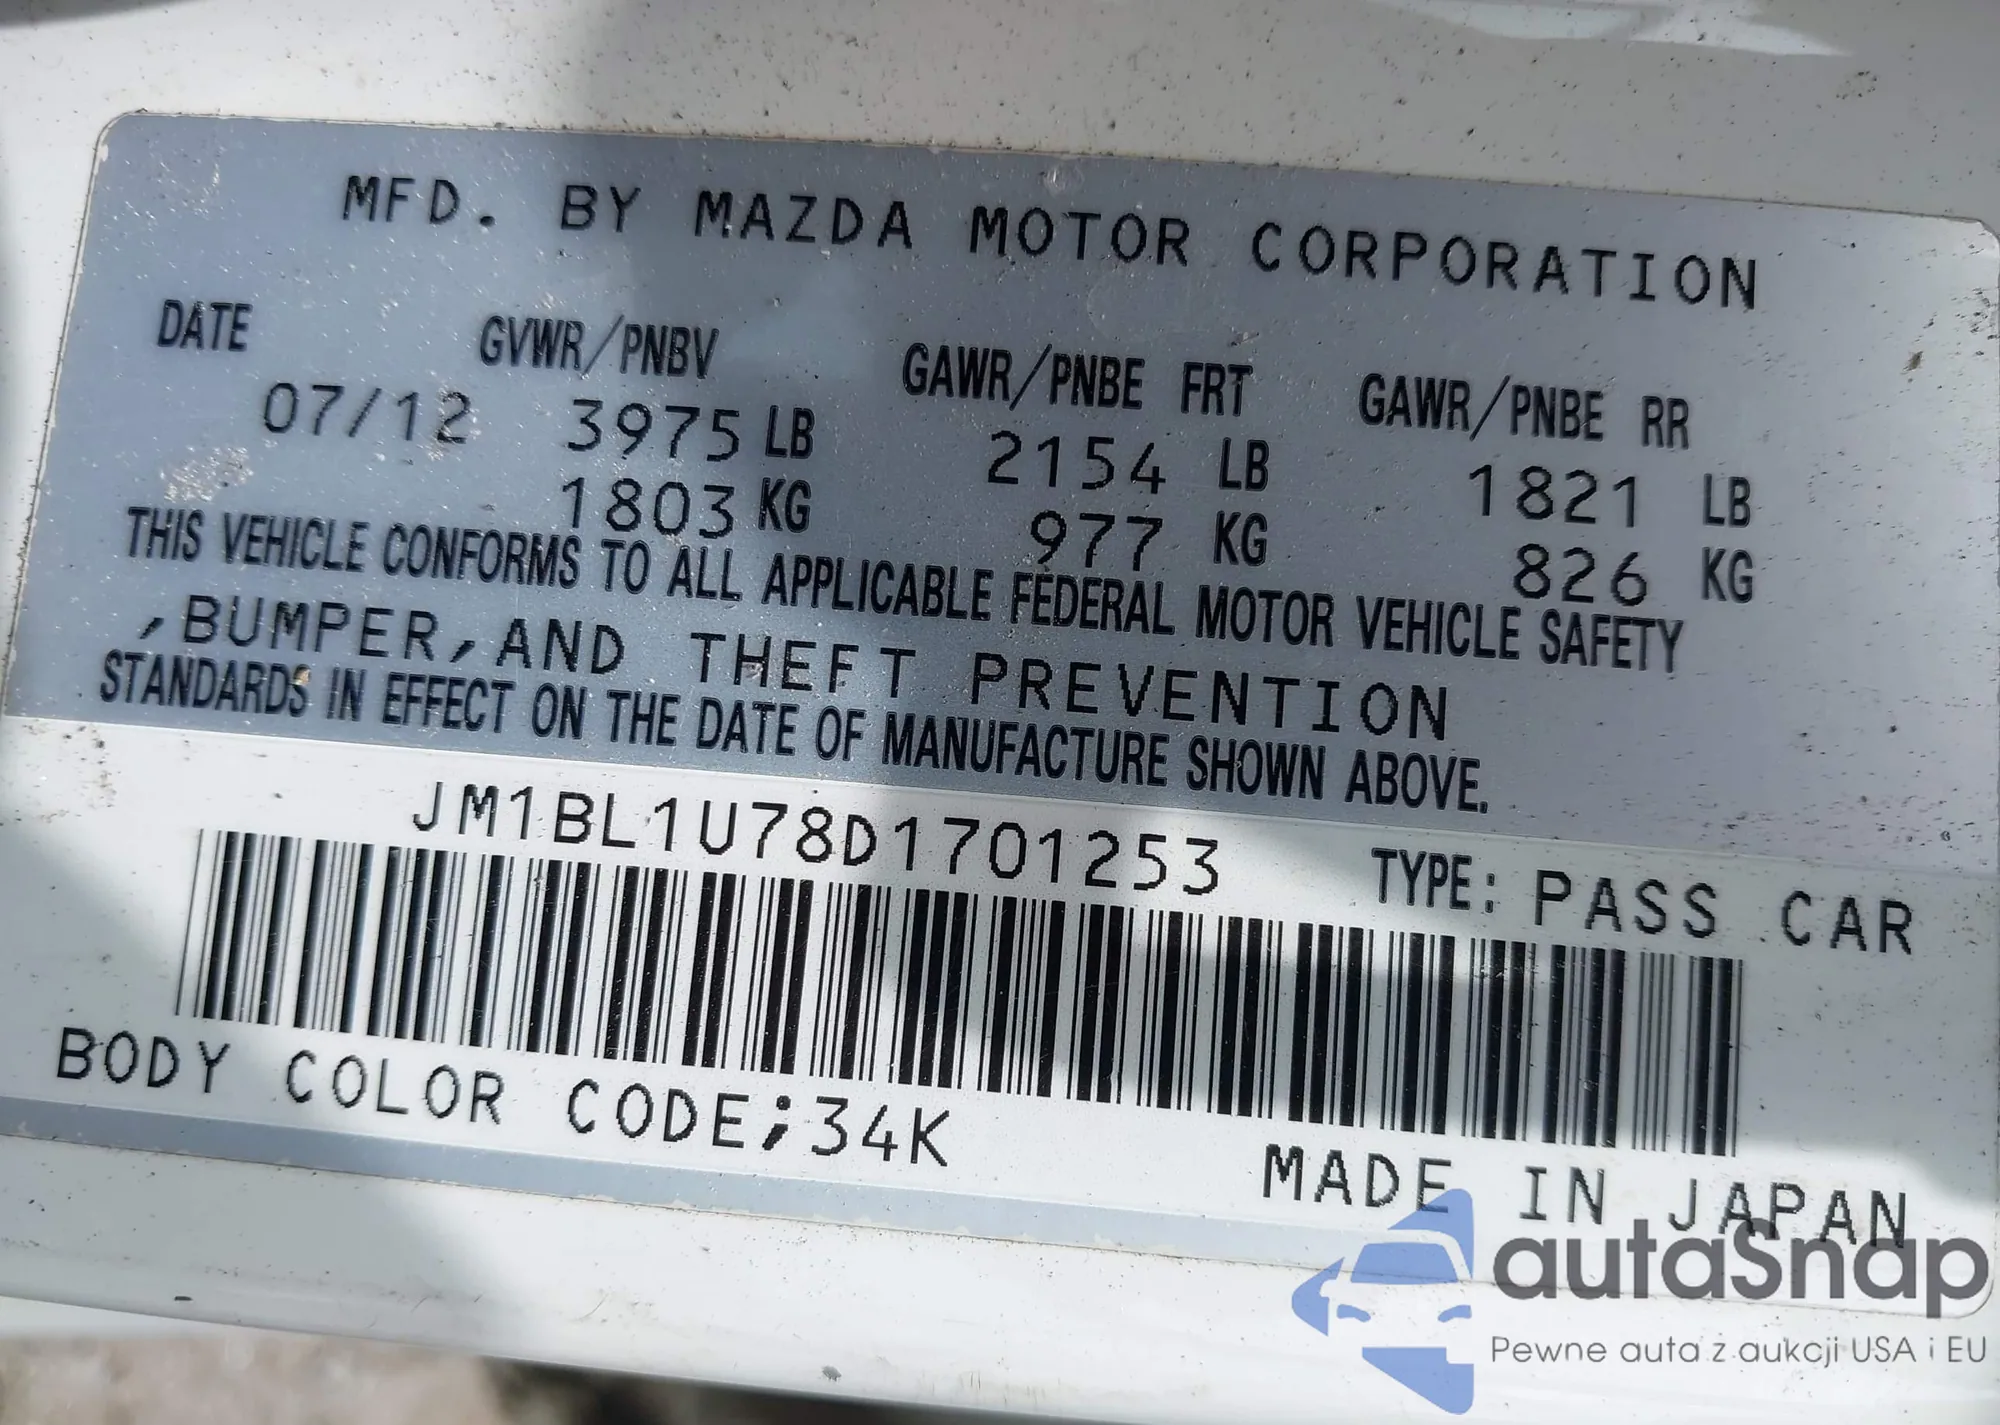 MFD. BY MAZDA MOTOR CORPORATION
DATE GVWR/PNBV GAWR/PNBE FRT GAWR/PNBE RR
07/12 3975 LB 2154 LB 1821 LB
1803 KG 977 KG 826 KG
THIS VEHICLE CONFORMS TO ALL APPLICABLE FEDERAL MOTOR VEHICLE SAFETY
,BUMPER,AND THEFT PREVENTION
STANDARDS IN EFFECT ON THE DATE OF MANUFACTURE SHOWN ABOVE.
JM1BL1U78D1701253 TYPE: PASS CAR
BODY COLOR CODE;34K
MADE IN JAPAN
autaSnap
Pewne auta z aukcji USA i EU